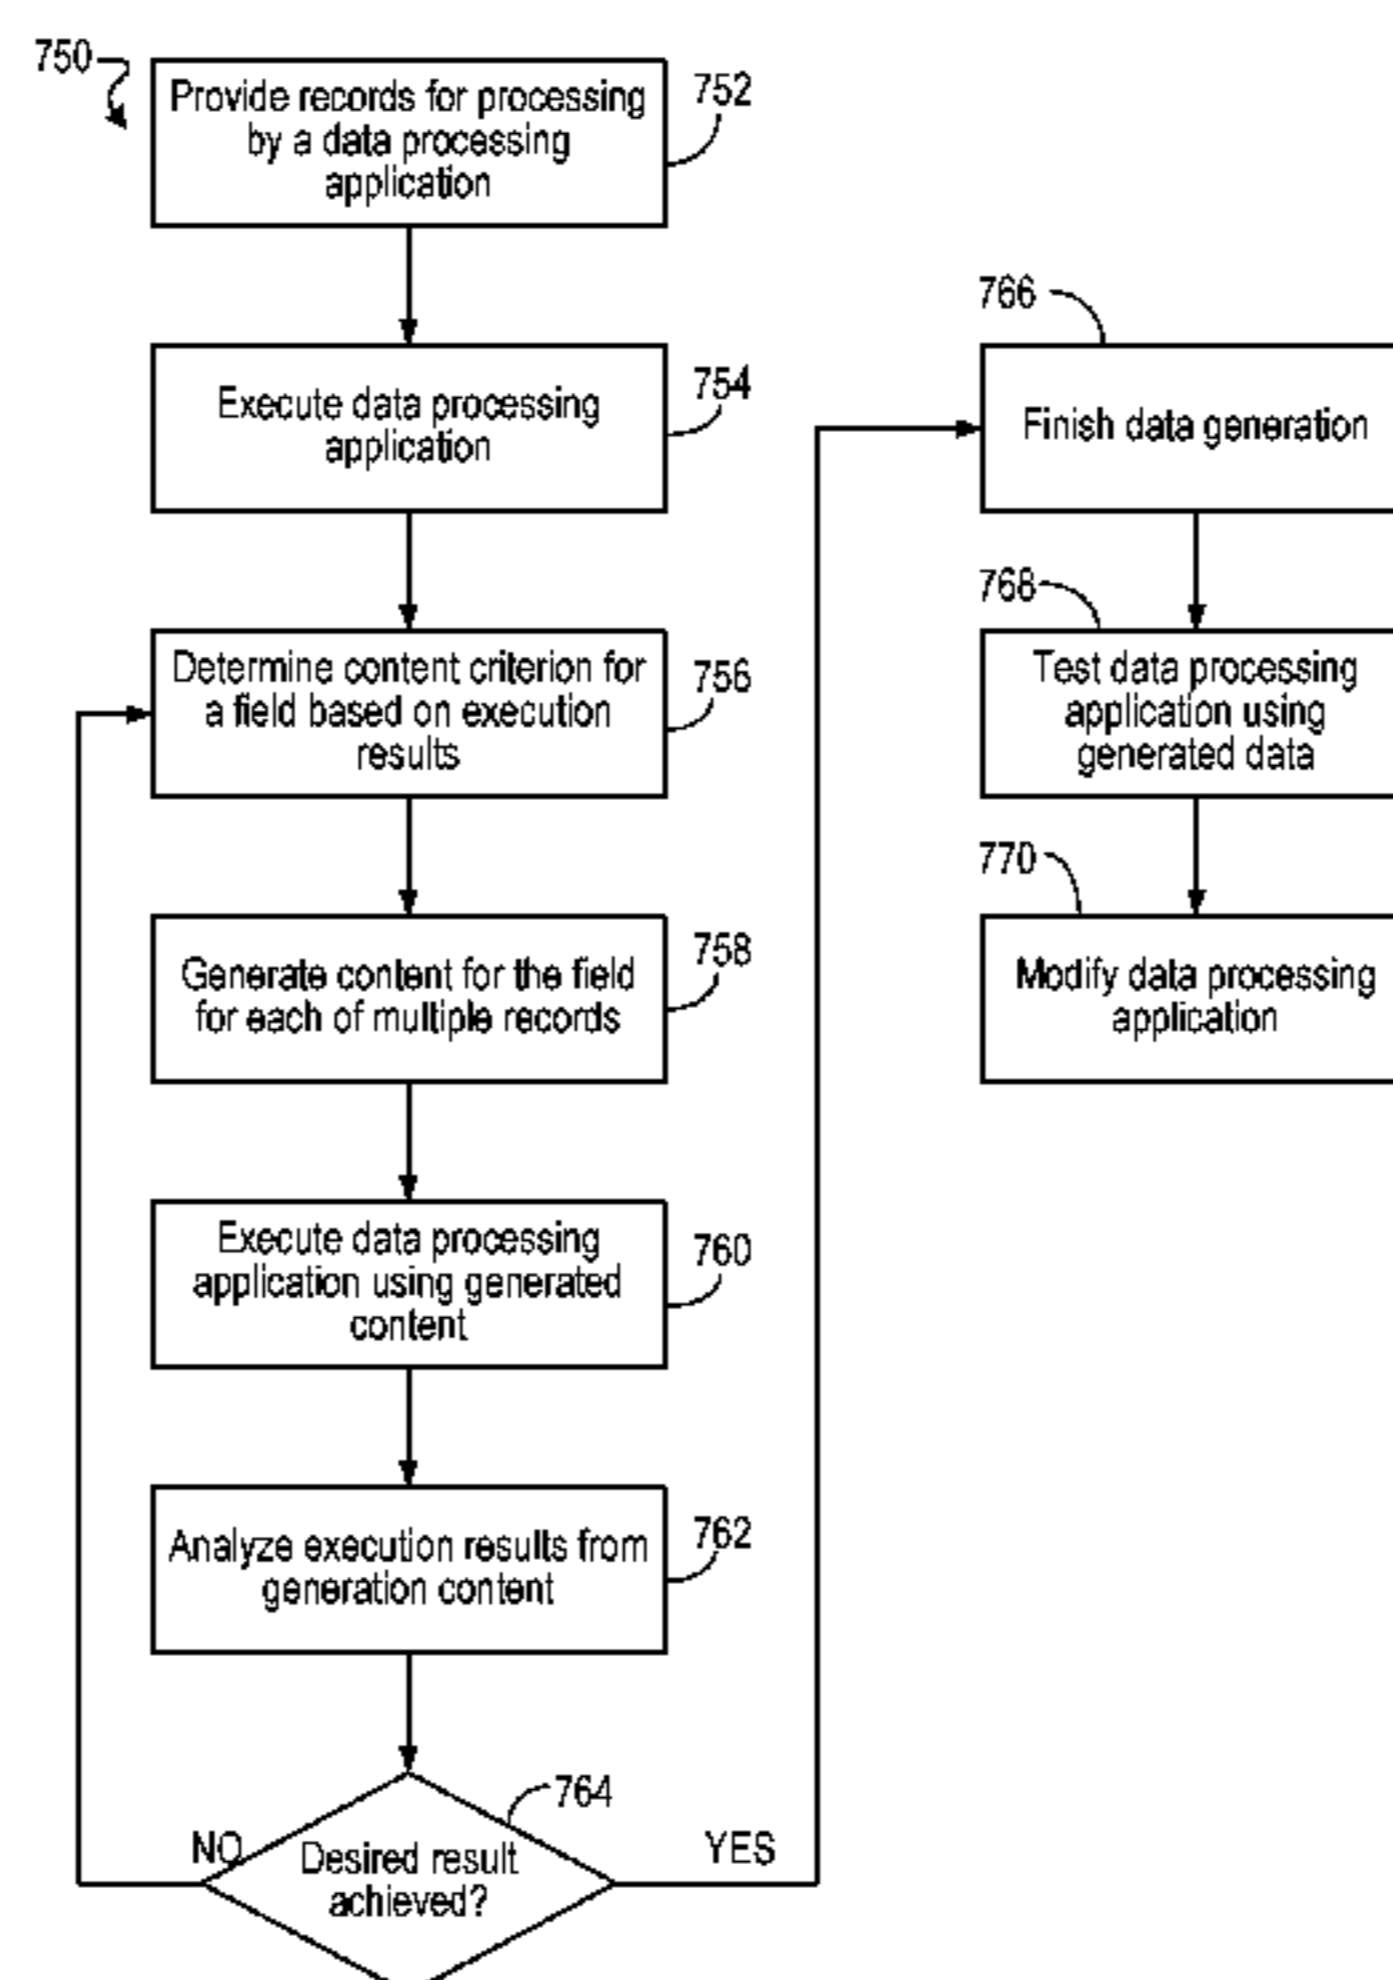 750
Provide records for processing
by a data processing
application
752
Execute data processing
application
754
Determine content criterion for
a field based on execution
results
756
Generate content for the field
for each of multiple records
758
Execute data processing
application using generated
content
760
Analyze execution results from
generation content
762
764
Desired result
achieved?
NO
YES
766
Finish data generation
768
Test data processing
application using
generated data
770
Modify data processing
application